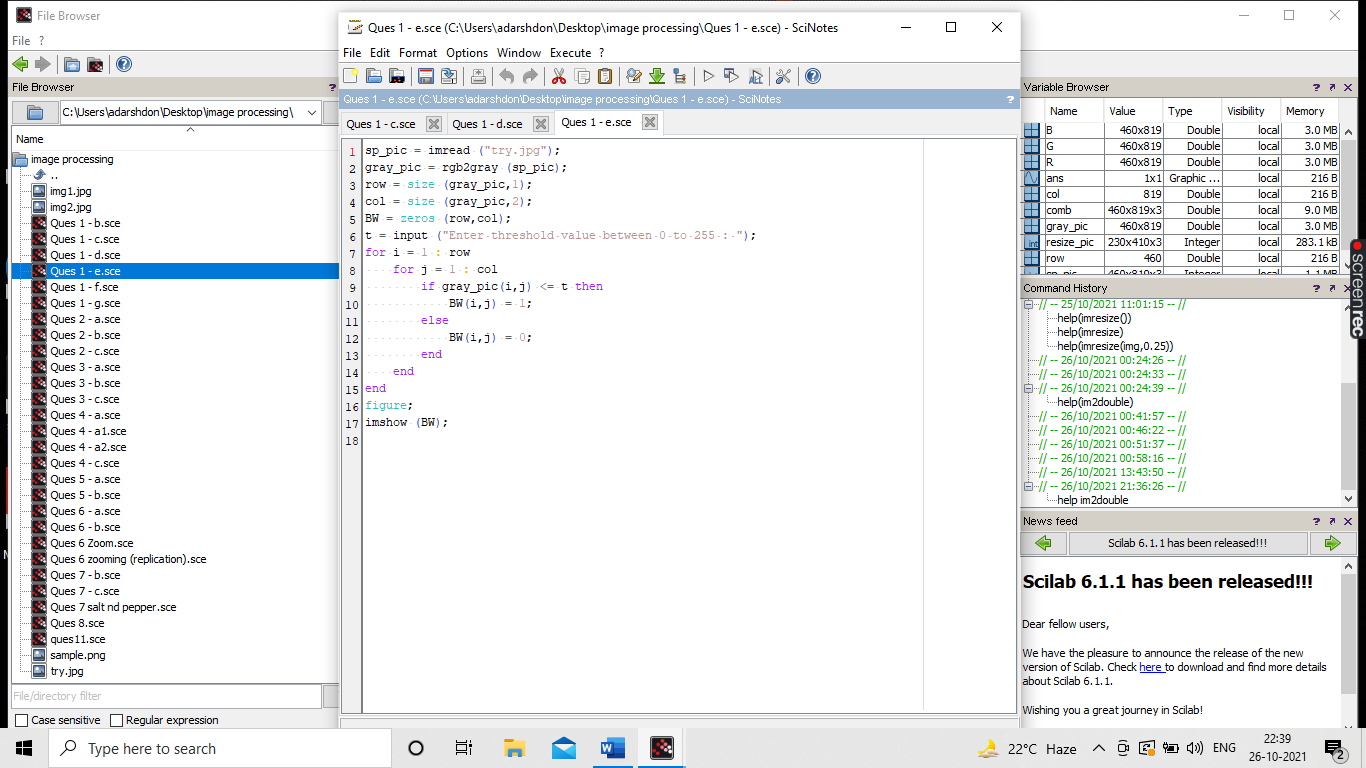 File Browser
File ?
File Browser ?
C:\Users\adarshdon\Desktop\image processing\
Name
image processing
..
img1.jpg
img2.jpg
Ques 1 - b.sce
Ques 1 - c.sce
Ques 1 - d.sce
Ques 1 - e.sce
Ques 1 - f.sce
Ques 1 - g.sce
Ques 2 - a.sce
Ques 2 - b.sce
Ques 2 - c.sce
Ques 3 - a.sce
Ques 3 - b.sce
Ques 3 - c.sce
Ques 4 - a.sce
Ques 4 - a1.sce
Ques 4 - a2.sce
Ques 4 - c.sce
Ques 5 - a.sce
Ques 5 - b.sce
Ques 6 - a.sce
Ques 6 - b.sce
Ques 6 Zoom.sce
Ques 6 zooming (replication).sce
Ques 7 - b.sce
Ques 7 - c.sce
Ques 7 salt nd pepper.sce
Ques 8.sce
ques11.sce
sample.png
try.jpg
File/directory filter
Case sensitive Regular expression
Ques 1 - e.sce (C:\Users\adarshdon\Desktop\image processing\Ques 1 - e.sce) - SciNotes
File Edit Format Options Window Execute ?
Ques 1 - e.sce (C:\Users\adarshdon\Desktop\image processing\Ques 1 - e.sce) - SciNotes ?
Ques 1 - c.sce Ques 1 - d.sce Ques 1 - e.sce
1 sp_pic = imread ("try.jpg");
2 gray_pic = rgb2gray (sp_pic);
3 row = size (gray_pic,1);
4 col = size (gray_pic,2);
5 BW = zeros (row,col);
6 t = input ("Enter threshold value between 0 to 255 : ");
7 for i = 1 : row
8 for j = 1 : col
9 if gray_pic(i,j) <= t then
10 BW(i,j) = 1;
11 else
12 BW(i,j) = 0;
13 end
14 end
15 end
16 figure;
17 imshow (BW);
18
Variable Browser ?
Name Value Type Visibility Memory
B 460x819 Double local 3.0 MB
G 460x819 Double local 3.0 MB
R 460x819 Double local 3.0 MB
ans 1x1 Graphic ... local 216 B
col 819 Double local 216 B
comb 460x819x3 Double local 9.0 MB
gray_pic 460x819 Double local 3.0 MB
resize_pic 230x410x3 Integer local 283.1 kB
row 460 Double local 216 B
sp_pic 460x819x3 Integer local 1.1 MB
Command History ?
// -- 25/10/2021 11:01:15 -- //
help(imresize())
help(imresize)
help(imresize(img,0.25))
// -- 26/10/2021 00:24:26 -- //
// -- 26/10/2021 00:24:33 -- //
// -- 26/10/2021 00:24:39 -- //
help(im2double)
// -- 26/10/2021 00:41:57 -- //
// -- 26/10/2021 00:46:22 -- //
// -- 26/10/2021 00:51:37 -- //
// -- 26/10/2021 00:58:16 -- //
// -- 26/10/2021 13:43:50 -- //
// -- 26/10/2021 21:36:26 -- //
help im2double
News feed ?
Scilab 6.1.1 has been released!!!
Scilab 6.1.1 has been released!!!
Dear fellow users,
We have the pleasure to announce the release of the new
version of Scilab. Check here to download and find more details
about Scilab 6.1.1.
Wishing you a great journey in Scilab!
screenrec
Type here to search
22°C Haze
ENG
22:39
26-10-2021
2